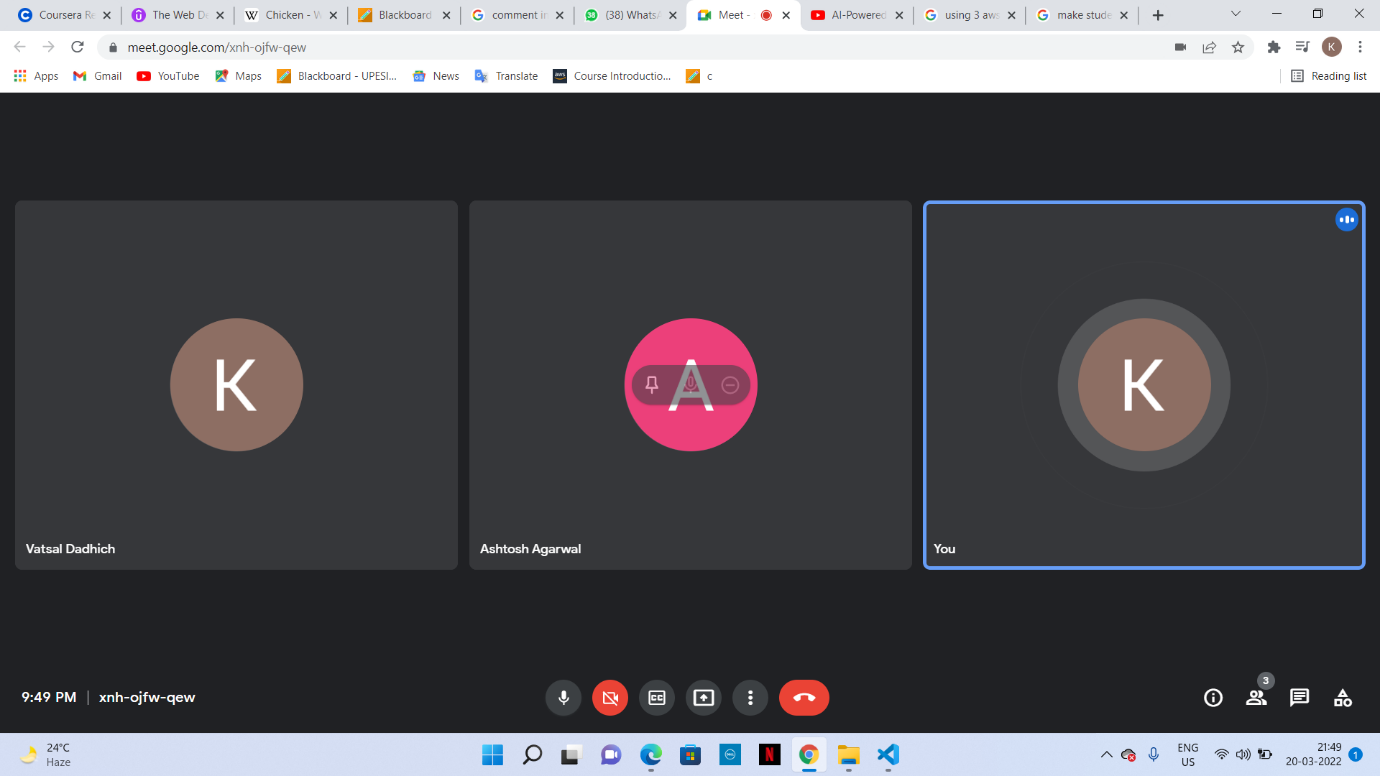 Coursera Re
The Web De
Chicken - W
Blackboard
comment in
(38) WhatsA
Meet -
AI-Powered
using 3 aws
make stude
meet.google.com/xnh-ojfw-qew
K
Apps
Gmail
YouTube
Maps
Blackboard - UPESI...
News
Translate
Course Introductio...
c
Reading list
K
Vatsal Dadhich
A
Ashtosh Agarwal
K
You
9:49 PM | xnh-ojfw-qew
CC
3
24°C
Haze
N
ENG
US
21:49
20-03-2022
1